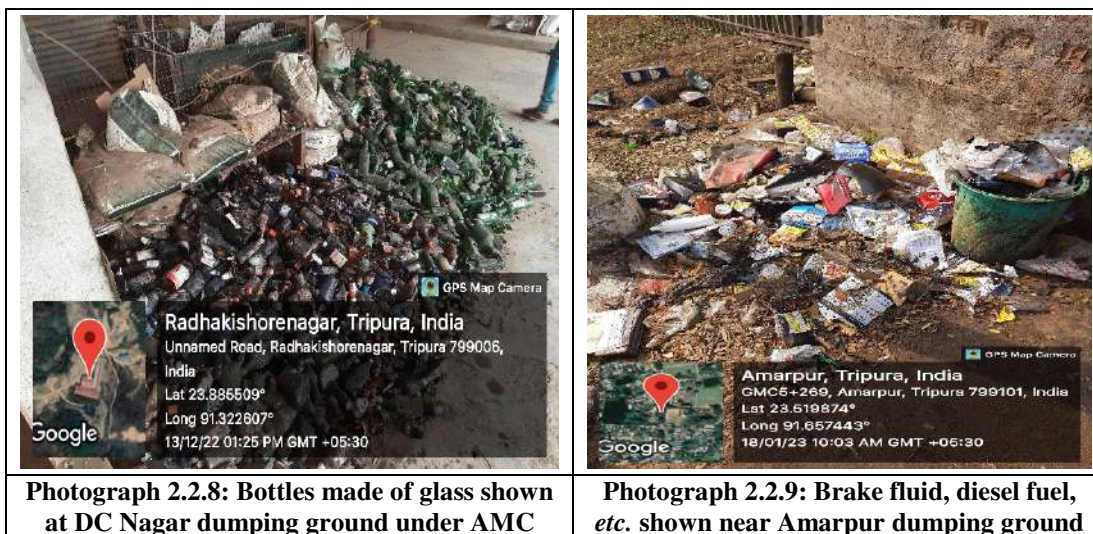 GPS Map Camera
Radhakishorenagar, Tripura, India
Unnamed Road, Radhakishorenagar, Tripura 799006,
India
Lat 23.885509°
Long 91.322607°
13/12/22 01:25 PM GMT +05:30
Google
Photograph 2.2.8: Bottles made of glass shown
at DC Nagar dumping ground under AMC
GPS Map Camera
Amarpur, Tripura, India
GMC5+269, Amarpur, Tripura 799101, India
Lat 23.519874°
Long 91.657443°
18/01/23 10:03 AM GMT +05:30
Google
Photograph 2.2.9: Brake fluid, diesel fuel,
etc. shown near Amarpur dumping ground